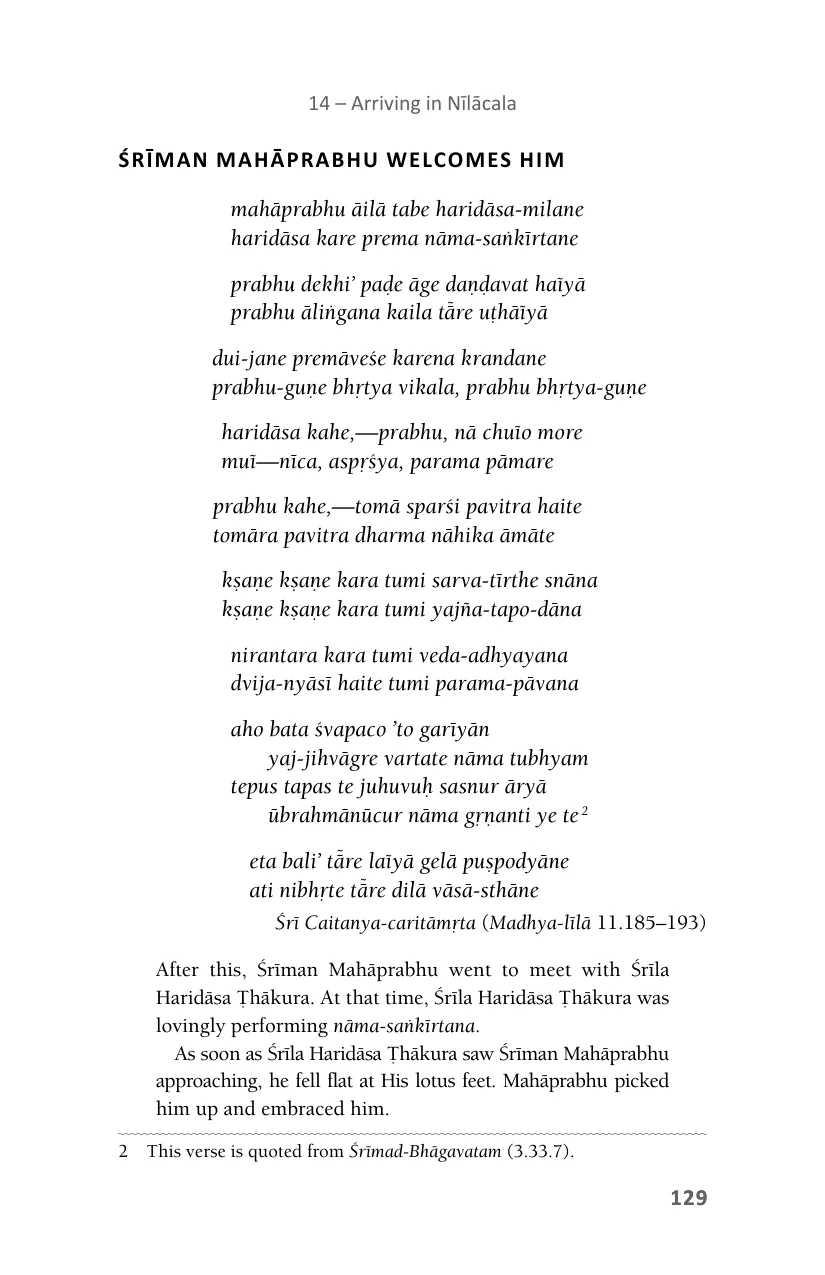 14 – Arriving in Nīlācala
ŚRĪMAN MAHĀPRABHU WELCOMES HIM
mahāprabhu āilā tabe haridāsa-milane
haridāsa kare prema nāma-saṅkīrtane
prabhu dekhi’ paḍe āge daṇḍavat haĩyā
prabhu āliṅgana kaila tā̃re uṭhāĩyā
dui-jane premāveśe karena krandane
prabhu-guṇe bhṛtya vikala, prabhu bhṛtya-guṇe
haridāsa kahe,—prabhu, nā chuĩo more
muĩ—nīca, aspṛśya, parama pāmare
prabhu kahe,—tomā sparśi pavitra haite
tomāra pavitra dharma nāhika āmāte
kṣaṇe kṣaṇe kara tumi sarva-tīrthe snāna
kṣaṇe kṣaṇe kara tumi yajña-tapo-dāna
nirantara kara tumi veda-adhyayana
dvija-nyāsī haite tumi parama-pāvana
aho bata śvapaco ’to garīyān
yaj-jihvāgre vartate nāma tubhyam
tepus tapas te juhuvuḥ sasnur āryā
ūbrahmānūcur nāma gṛṇanti ye te 2
eta bali’ tā̃re laĩyā gelā puṣpodyāne
ati nibhṛte tā̃re dilā vāsā-sthāne
Śrī Caitanya-caritāmṛta (Madhya-līlā 11.185–193)
After this, Śrīman Mahāprabhu went to meet with Śrīla
Haridāsa Ṭhākura. At that time, Śrīla Haridāsa Ṭhākura was
lovingly performing nāma-saṅkīrtana.
As soon as Śrīla Haridāsa Ṭhākura saw Śrīman Mahāprabhu
approaching, he fell flat at His lotus feet. Mahāprabhu picked
him up and embraced him.
2 This verse is quoted from Śrīmad-Bhāgavatam (3.33.7).
129